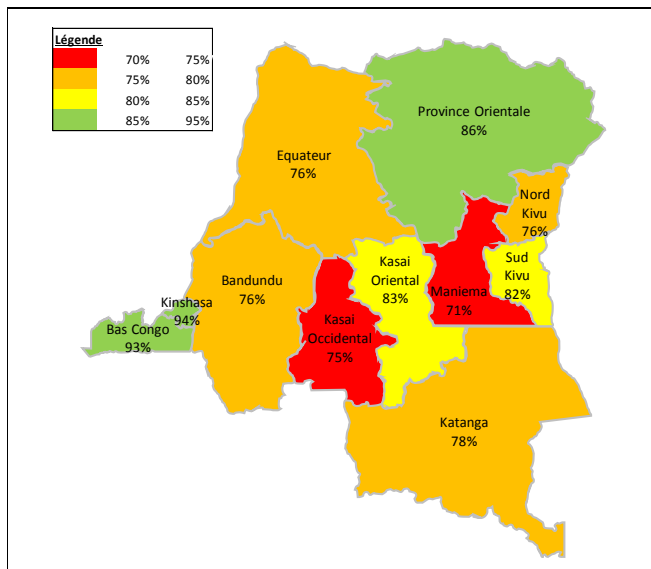 Légende
70% 75%
75% 80%
80% 85%
85% 95%
Province Orientale
86%
Equateur
76%
Nord
Kivu
76%
Kasai
Oriental
83%
Sud
Kivu
82%
Bandundu
76%
Maniema
71%
Kinshasa
94%
Bas Congo
93%
Kasai
Occidental
75%
Katanga
78%